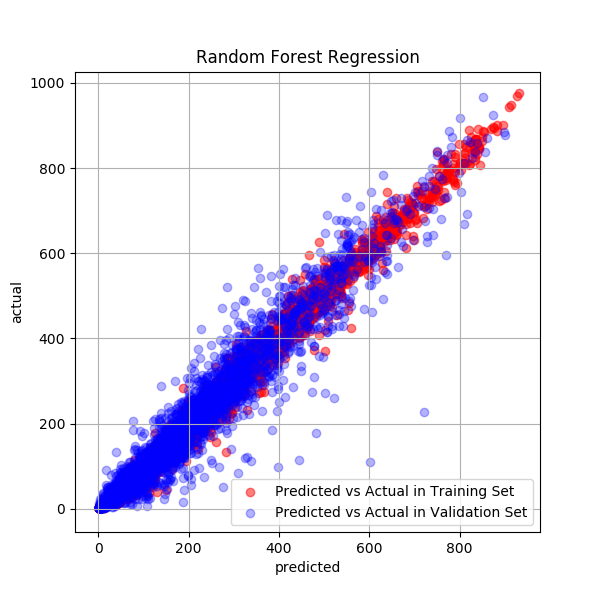 Random Forest Regression
1000
800
600
400
200
0
actual
Predicted vs Actual in Training Set
Predicted vs Actual in Validation Set
0 200 400 600 800
predicted